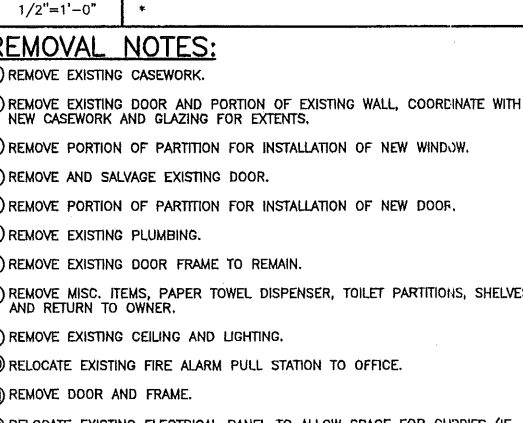 1/2"=1'-0" *
REMOVAL NOTES:
REMOVE EXISTING CASEWORK.
REMOVE EXISTING DOOR AND PORTION OF EXISTING WALL, COORDINATE WITH
NEW CASEWORK AND GLAZING FOR EXTENTS.
REMOVE PORTION OF PARTITION FOR INSTALLATION OF NEW WINDOW.
REMOVE AND SALVAGE EXISTING DOOR.
REMOVE PORTION OF PARTITION FOR INSTALLATION OF NEW DOOR.
REMOVE EXISTING PLUMBING.
REMOVE EXISTING DOOR FRAME TO REMAIN.
REMOVE MISC. ITEMS, PAPER TOWEL DISPENSER, TOILET PARTITIONS, SHELVES
AND RETURN TO OWNER.
REMOVE EXISTING CEILING AND LIGHTING.
RELOCATE EXISTING FIRE ALARM PULL STATION TO OFFICE.
REMOVE DOOR AND FRAME.
RELOCATE EXISTING ELECTRICAL PANEL TO ALLOW SPACE FOR CUBBIES (IF